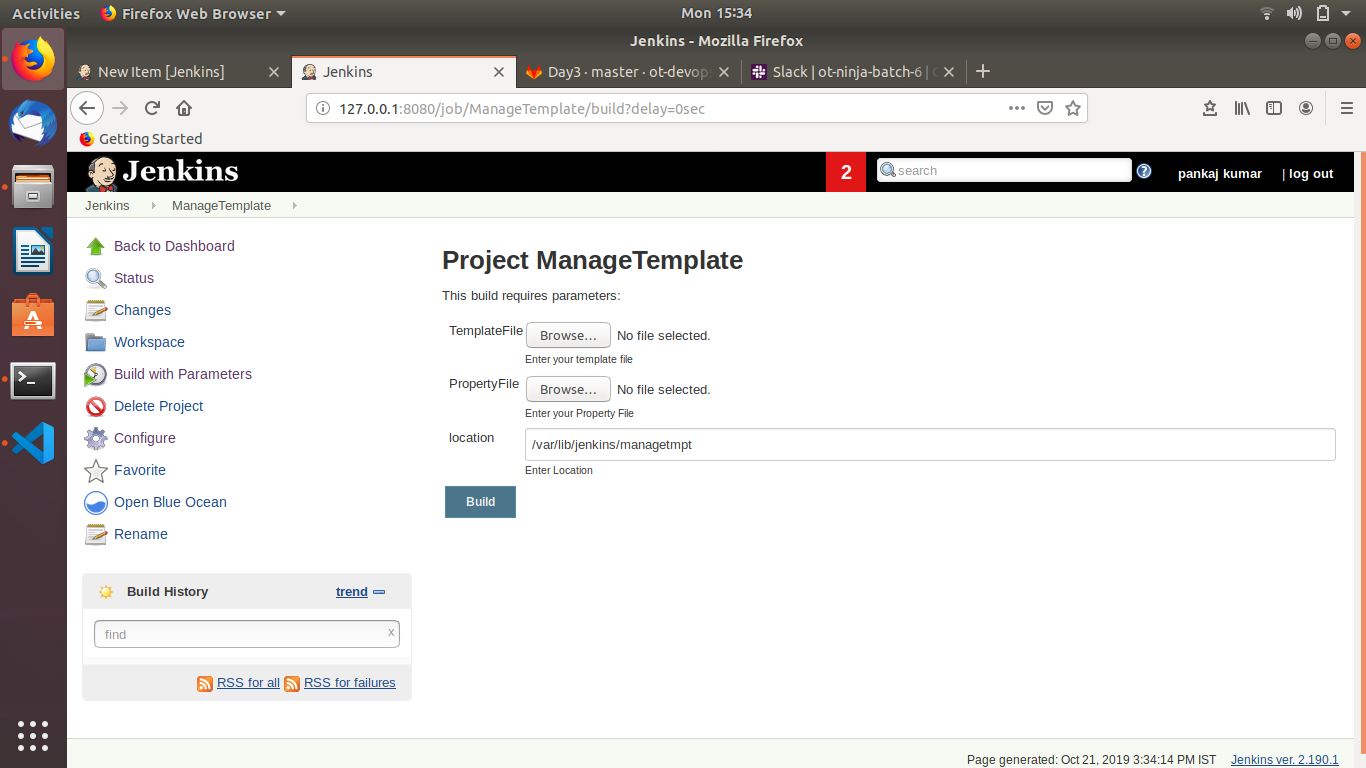 Activities Firefox Web Browser Mon 15:34
Jenkins - Mozilla Firefox
New Item [Jenkins] Jenkins Day3 · master · ot-devop Slack | ot-ninja-batch-6 |
127.0.0.1:8080/job/ManageTemplate/build?delay=0sec
Getting Started
Jenkins 2 search pankaj kumar | log out
Jenkins ManageTemplate
Back to Dashboard
Status
Changes
Workspace
Build with Parameters
Delete Project
Configure
Favorite
Open Blue Ocean
Rename
Build History trend
find x
RSS for all RSS for failures
Project ManageTemplate
This build requires parameters:
TemplateFile Browse... No file selected.
Enter your template file
PropertyFile Browse... No file selected.
Enter your Property File
location /var/lib/jenkins/managetmpt
Enter Location
Build
Page generated: Oct 21, 2019 3:34:14 PM IST Jenkins ver. 2.190.1